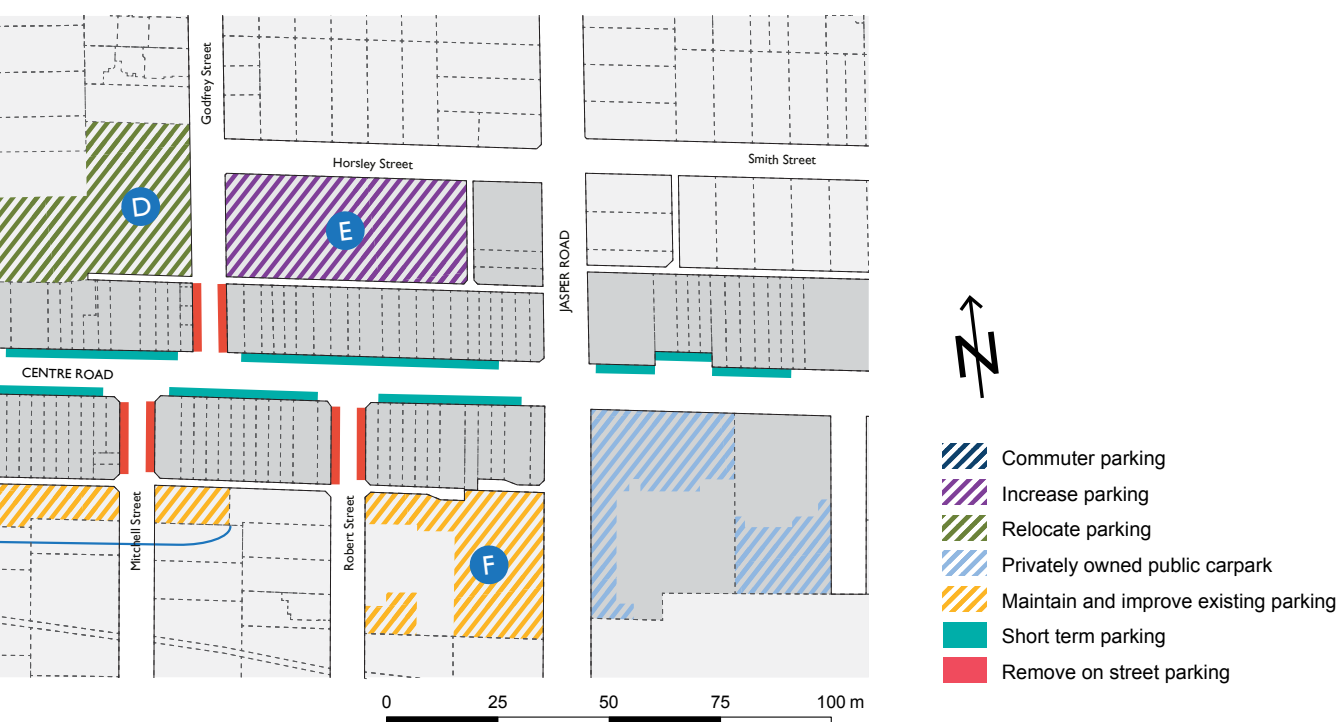 Godfrey Street
Horsley Street
Smith Street
D
E
JASPER ROAD
CENTRE ROAD
N
Mitchell Street
Robert Street
F
Commuter parking
Increase parking
Relocate parking
Privately owned public carpark
Maintain and improve existing parking
Short term parking
Remove on street parking
0 25 50 75 100 m